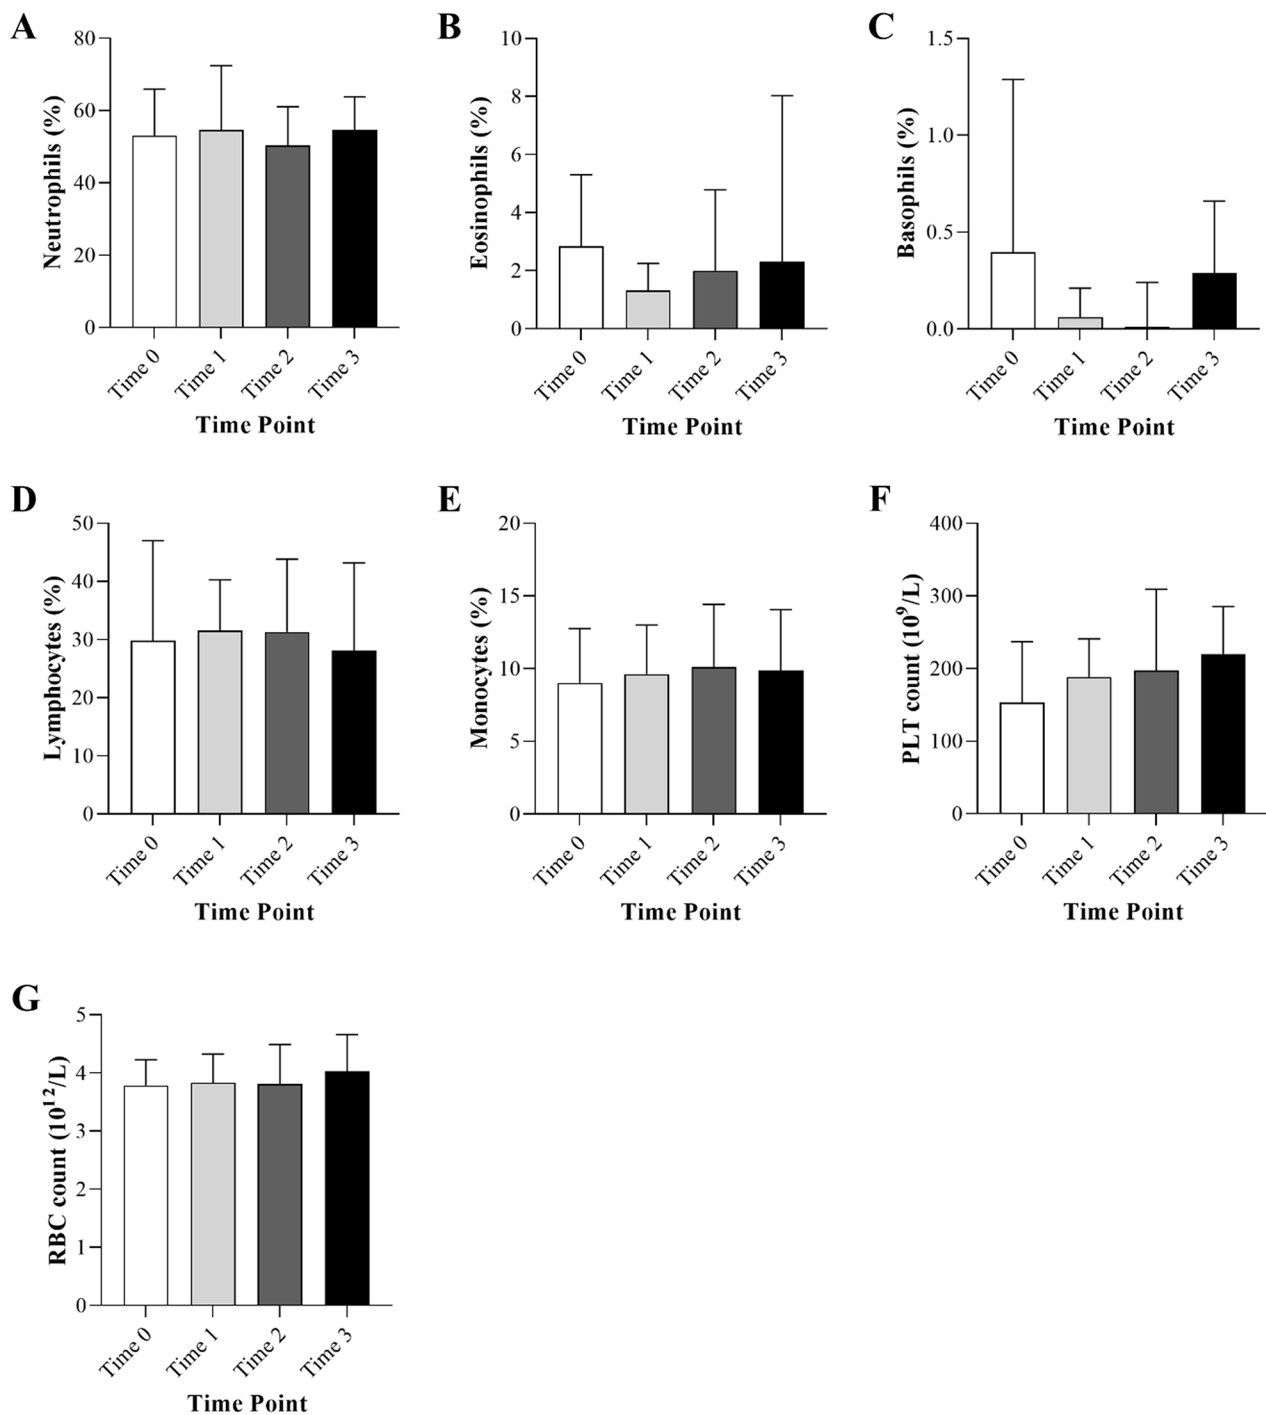 A
Neutrophils (%)
80
60
40
20
0
Time 0
Time 1
Time 2
Time 3
Time Point
B
Eosinophils (%)
10
8
6
4
2
0
Time 0
Time 1
Time 2
Time 3
Time Point
C
Basophils (%)
1.5
1.0
0.5
0.0
Time 0
Time 1
Time 2
Time 3
Time Point
D
Lymphocytes (%)
50
40
30
20
10
0
Time 0
Time 1
Time 2
Time 3
Time Point
E
Monocytes (%)
20
15
10
5
0
Time 0
Time 1
Time 2
Time 3
Time Point
F
PLT count (10⁹/L)
400
300
200
100
0
Time 0
Time 1
Time 2
Time 3
Time Point
G
RBC count (10¹²/L)
5
4
3
2
1
0
Time 0
Time 1
Time 2
Time 3
Time Point